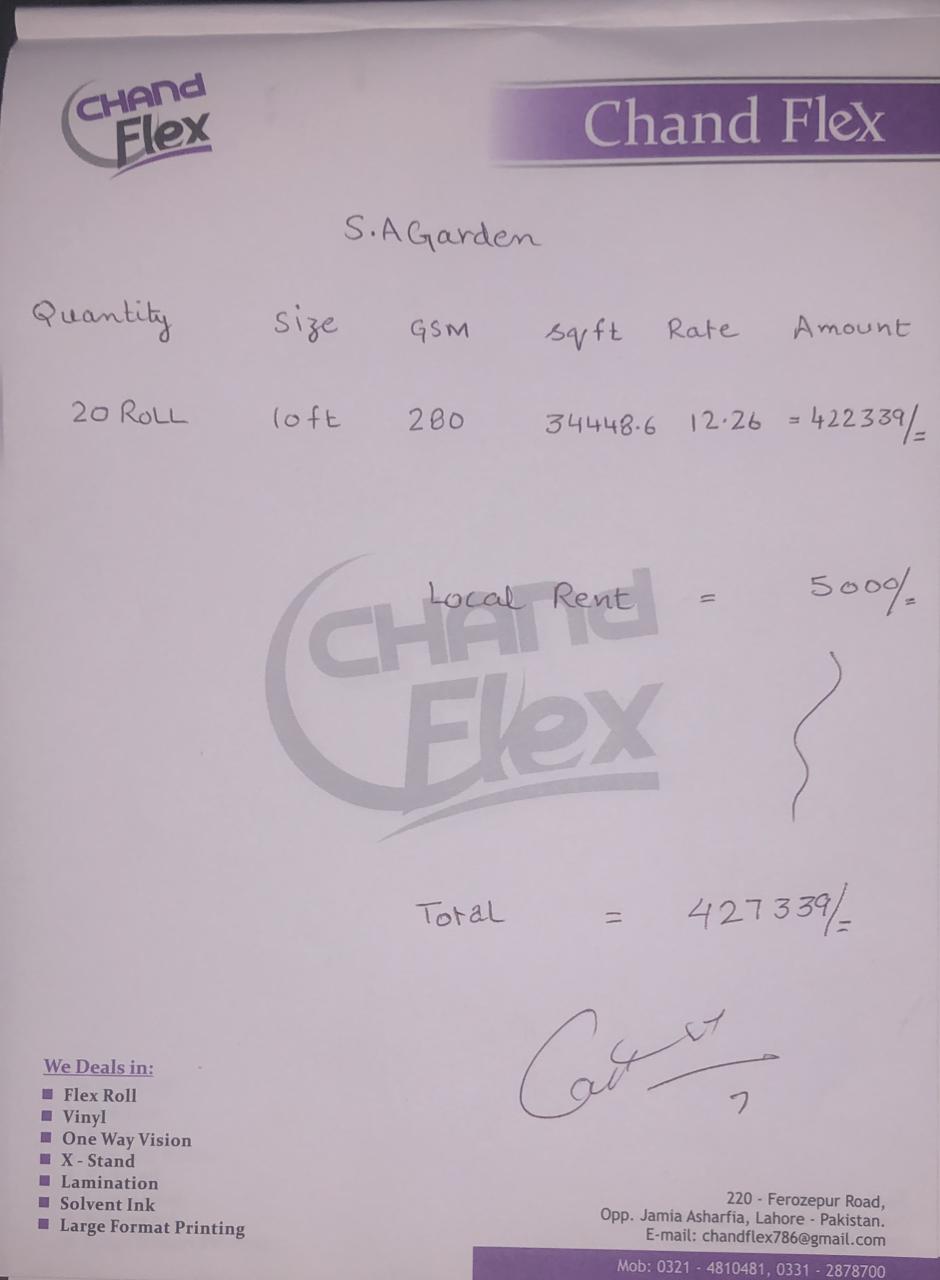 CHAND
Flex
Chand Flex
S.A Garden
Quantity Size GSM sqft Rate Amount
20 ROLL 10ft 280 34448.6 12.26 = 422339/=
Local Rent = 5000/=
CHAND
Flex
Total = 427339/=
We Deals in:
Flex Roll
Vinyl
One Way Vision
X - Stand
Lamination
Solvent Ink
Large Format Printing
220 - Ferozepur Road,
Opp. Jamia Asharfia, Lahore - Pakistan.
E-mail: chandflex786@gmail.com
Mob: 0321 - 4810481, 0331 - 2878700